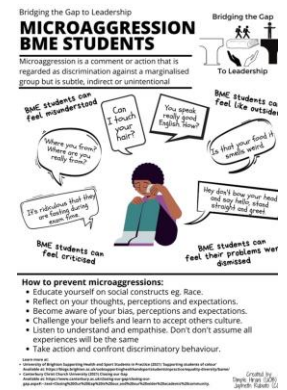 Bridging the Gap to Leadership
MICROAGGRESSION
BME STUDENTS
Microaggression is a comment or action that is
regarded as discrimination against a marginalised
group but is subtle, indirect or unintentional
Bridging the Gap
To Leadership
BME students can
feel misunderstood
Can
I touch
your
hair?
You speak
really good
English. How?
BME students can
feel like outside
Where you from?
Where are you
really from?
Is that your food it
smells weird.
It's ridiculous that they
are fasting during
exam time.
Hey don't bow your head
and say hello, stand
straight and greet
BME students can
feel criticised
BME students can
feel their problems wer
dismissed
How to prevent microaggressions:
• Educate yourself on social constructs eg. Race.
• Reflect on your thoughts, perceptions and expectations.
• Become aware of your bias, perceptions and expectations.
• Challenge your beliefs and learn to accept others culture.
• Listen to understand and empathise. Don't don't assume all
experiences will be the same
• Take action and confront discriminatory behaviour.
Learn more at:
Created by